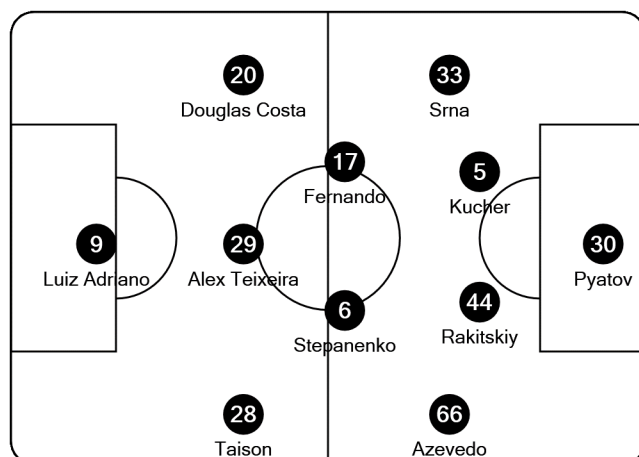 20
Douglas Costa
33
Srna
17
Fernando
5
Kucher
9
Luiz Adriano
29
Alex Teixeira
30
Pyatov
6
Stepanenko
44
Rakitskiy
28
Taison
66
Azevedo